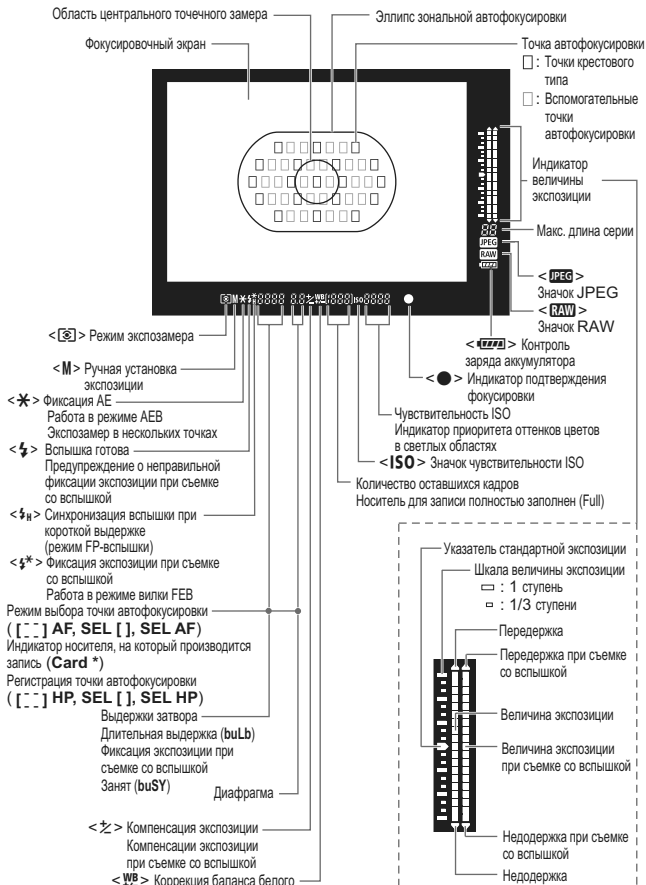 Область центрального точечного замера
Эллипс зональной автофокусировки
Фокусировочный экран
Точка автофокусировки
: Точки крестового
типа
: Вспомогательные
точки
автофокусировки
Индикатор
величины
экспозиции
Макс. длина серии
JPEG
RAW
< JPEG >
Значок JPEG
< RAW >
Значок RAW
M
ISO
< > Режим экспозамера
< > Контроль
заряда аккумулятора
<M> Ручная установка
экспозиции
< ● > Индикатор подтверждения
фокусировки
<✱> Фиксация AE
Работа в режиме AEB
Экспозамер в нескольких точках
Чувствительность ISO
Индикатор приоритета оттенков цветов
в светлых областях
<ISO> Значок чувствительности ISO
<⚡> Вспышка готова
Предупреждение о неправильной
фиксации экспозиции при съемке
со вспышкой
Количество оставшихся кадров
Носитель для записи полностью заполнен (Full)
<⚡H> Синхронизация вспышки при
короткой выдержке
(режим FP-вспышки)
<⚡*> Фиксация экспозиции при съемке
со вспышкой
Работа в режиме вилки FEB
Режим выбора точки автофокусировки
( [ ] AF, SEL [ ], SEL AF)
Индикатор носителя, на который производится
запись (Card *)
Регистрация точки автофокусировки
( [ ] HP, SEL [ ], SEL HP)
Выдержки затвора
Длительная выдержка (buLb)
Фиксация экспозиции при
съемке со вспышкой
Занят (buSY)
Диафрагма
< > Компенсация экспозиции
Компенсации экспозиции
при съемке со вспышкой
<WB> Коррекция баланса белого
Указатель стандартной экспозиции
Шкала величины экспозиции
: 1 ступень
: 1/3 ступени
Передержка
Передержка при съемке
со вспышкой
Величина экспозиции
Величина экспозиции
при съемке со вспышкой
Недодержка при съемке
со вспышкой
Недодержка